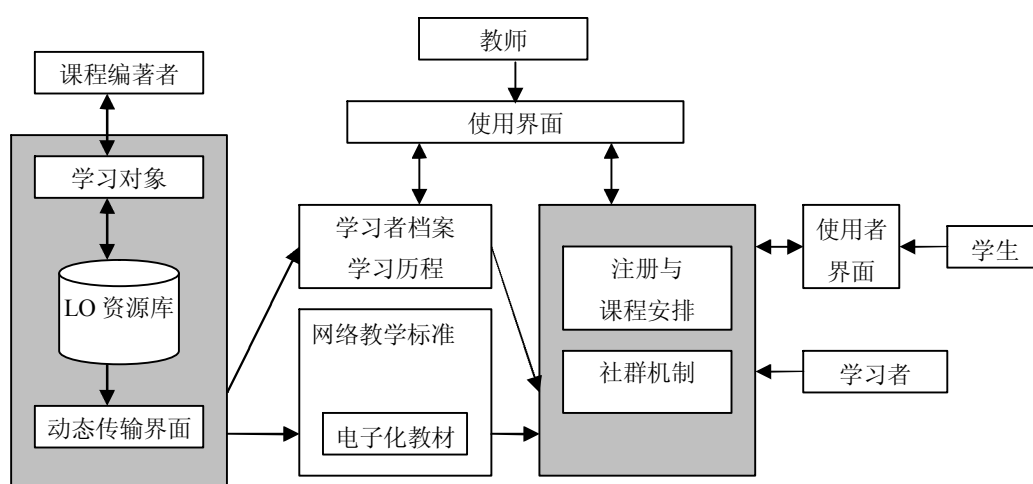 教师
课程编著者
使用界面
学习对象
学习者档案
学习历程
使用者
界面
学生
注册与
课程安排
LO 资源库
网络教学标准
社群机制
学习者
动态传输界面
电子化教材